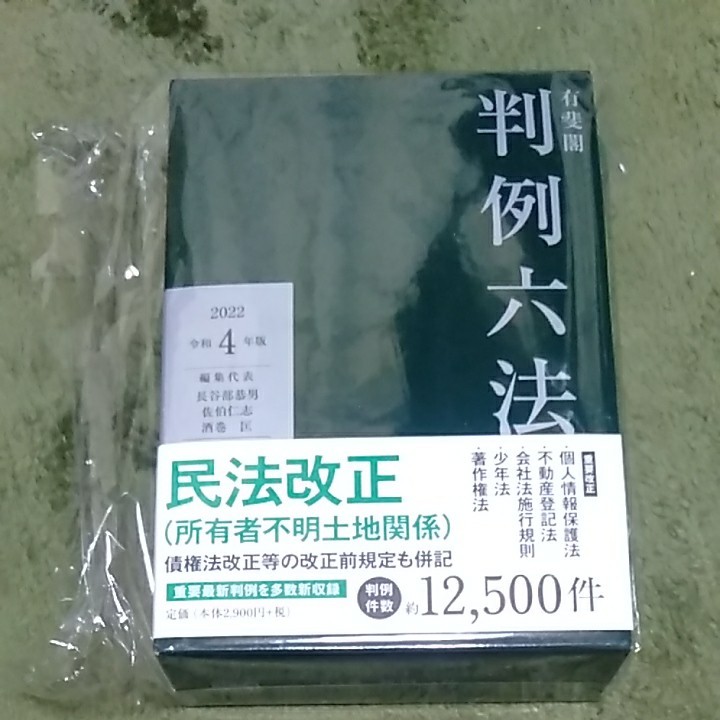 有斐閣
判例六法
2022
令和4年版
編集代表
長谷部恭男
佐伯仁志
酒巻 匡
民法改正
(所有者不明土地関係)
債権法改正等の改正前規定も併記
重要最新判例を多数新収録
定価(本体2,900円+税)
重要改正
・個人情報保護法
・不動産登記法
・会社法施行規則
・少年法
・著作権法
判例件数 約12,500件